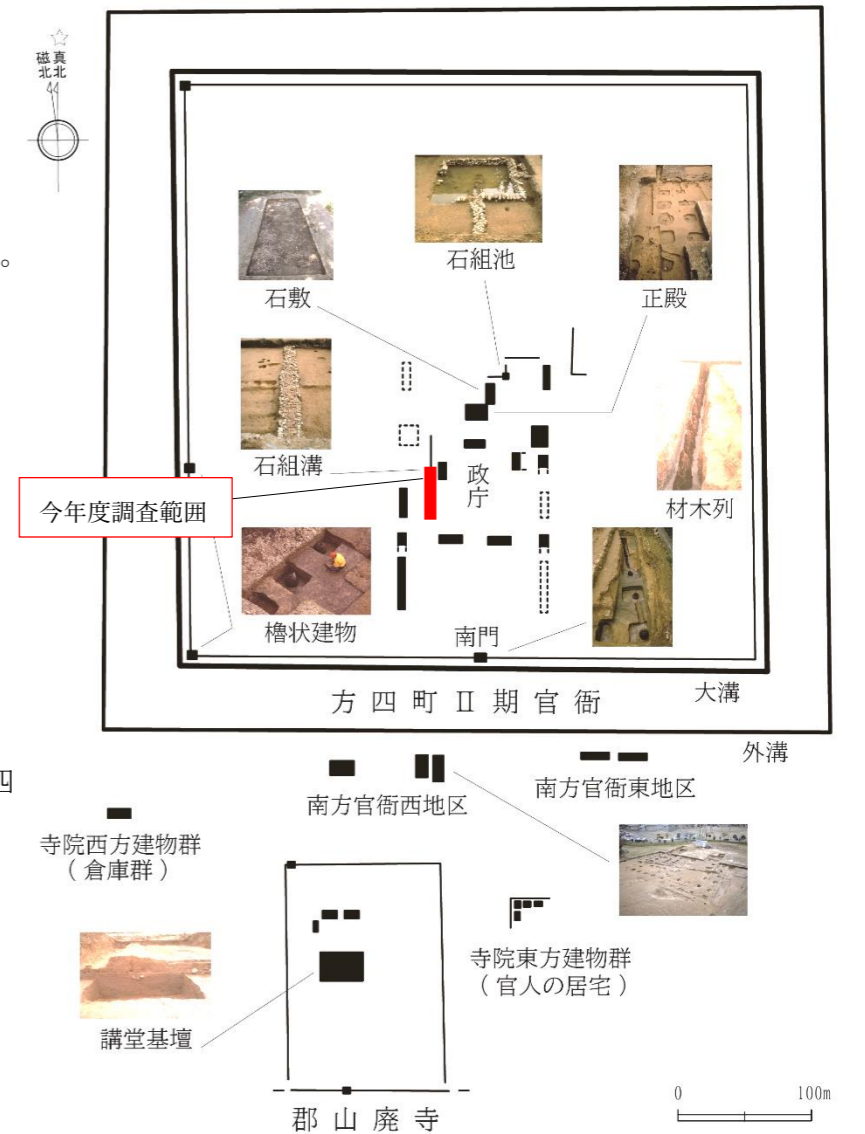 ☆
磁真
北北
。
石敷
石組池
正殿
石組溝
政庁
材木列
今年度調査範囲
櫓状建物
南門
方四町Ⅱ期官衙
大溝
外溝
四
南方官衙西地区
南方官衙東地区
寺院西方建物群
（倉庫群）
寺院東方建物群
（官人の居宅）
講堂基壇
0 100m
郡山廃寺